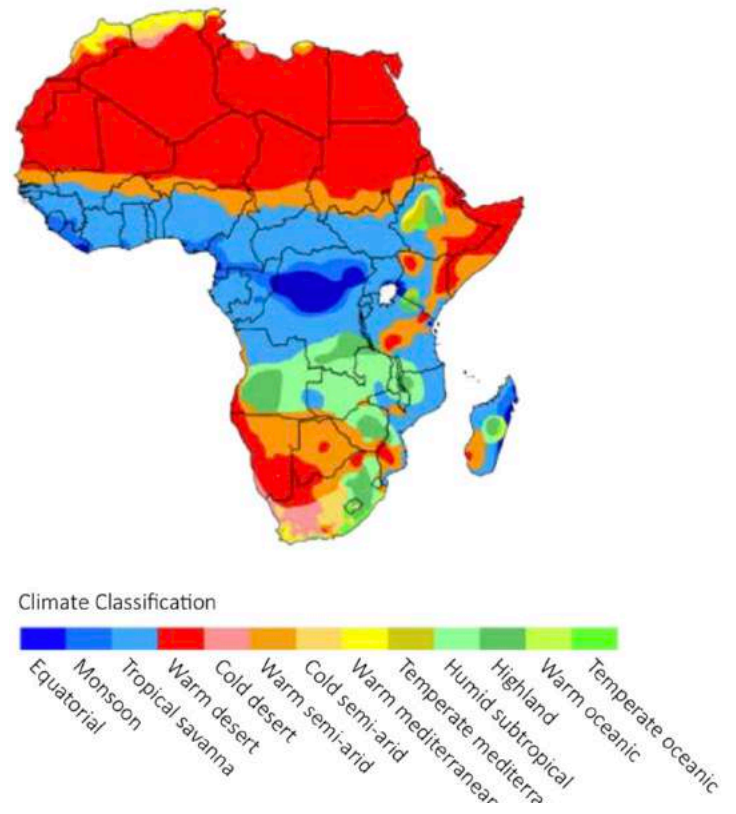 Climate Classification
Equatorial
Monsoon
Tropical savanna
Warm desert
Cold desert
Warm semi-arid
Cold semi-arid
Warm mediterranean
Temperate mediterra
Humid subtropical
Highland
Warm oceanic
Temperate oceanic